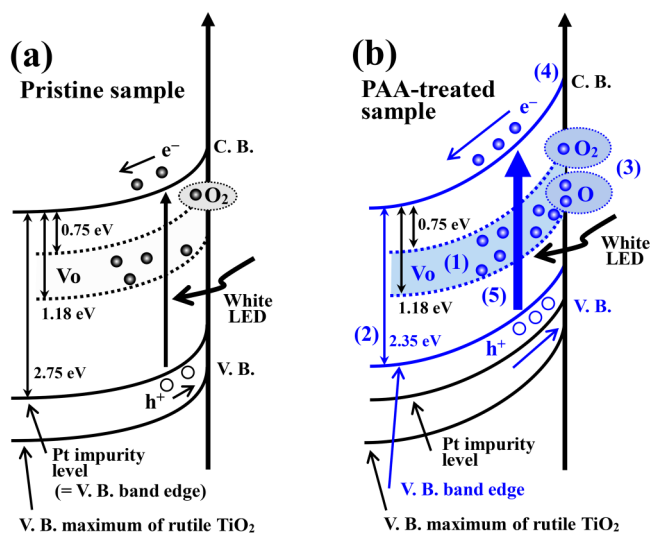 (a)
Pristine sample
e⁻
C. B.
O₂
0.75 eV
Vo
1.18 eV
White
LED
2.75 eV
h⁺
V. B.
Pt impurity
level
(= V. B. band edge)
V. B. maximum of rutile TiO₂
(b)
PAA-treated
sample
(4)
C. B.
e⁻
O₂
(3)
O
0.75 eV
Vo
(1)
White
LED
1.18 eV
(5)
(2)
2.35 eV
V. B.
h⁺
Pt impurity
level
V. B. band edge
V. B. maximum of rutile TiO₂